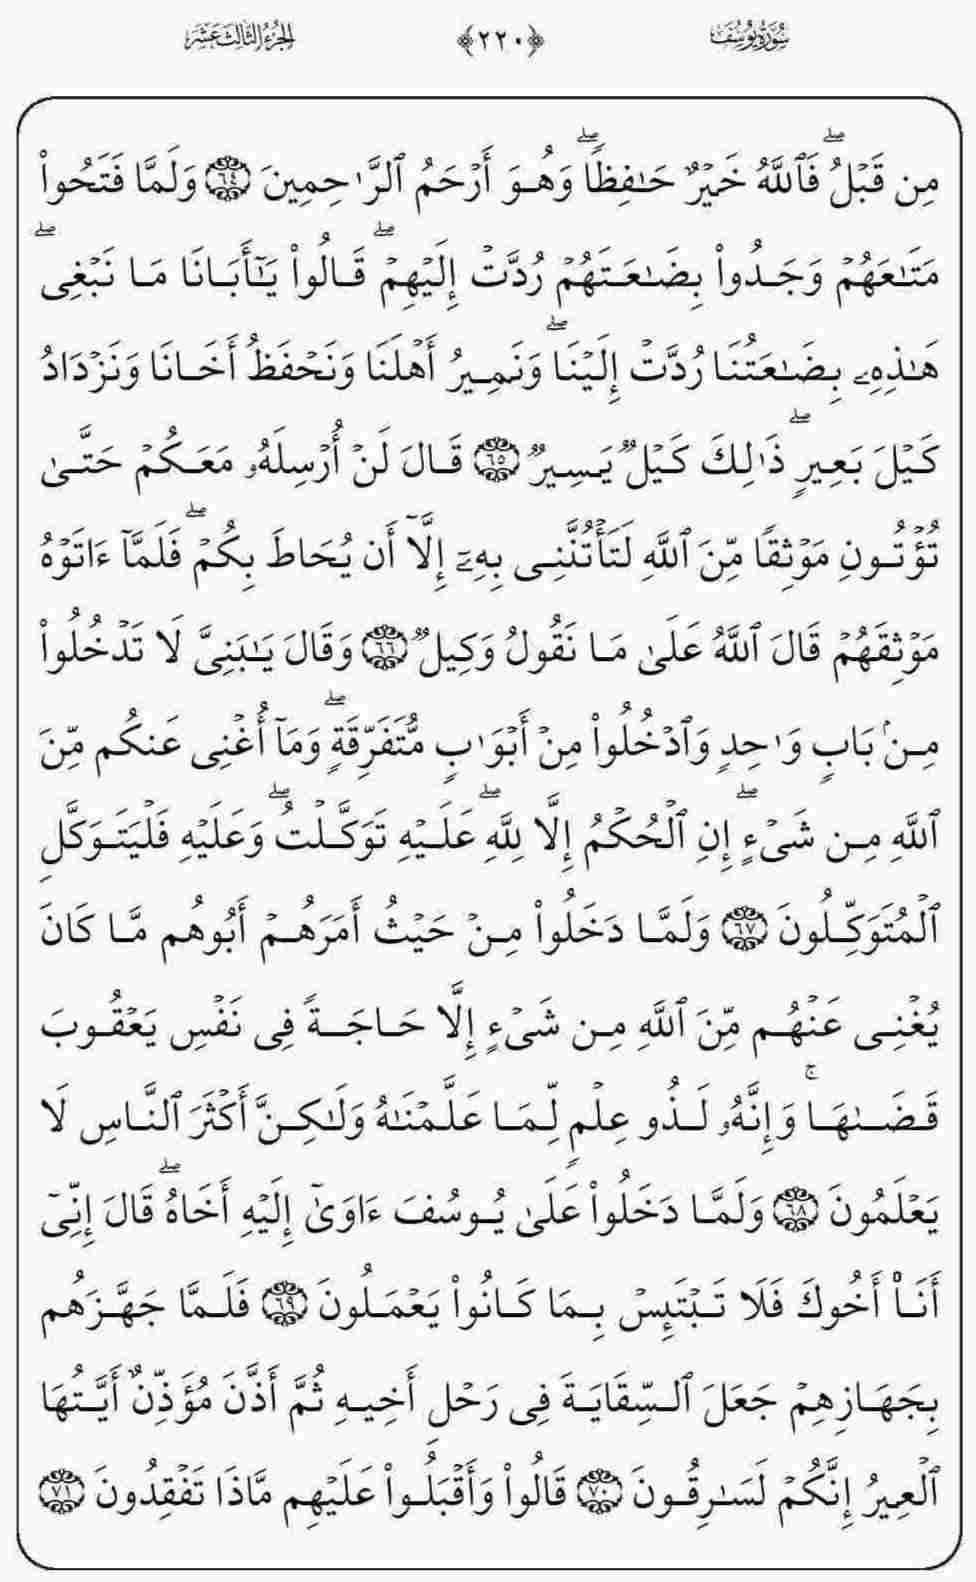 سُورَةُ يُوسُفَ ﴿٢٢٠﴾ الجُزْءُ الثَّالِثَ عَشَرَ
مِن قَبْلُۖ فَٱللَّهُ خَيْرٌ حَٰفِظࣰاۖ وَهُوَ أَرْحَمُ ٱلرَّٰحِمِينَ ٦٤ وَلَمَّا فَتَحُوا۟
مَتَٰعَهُمْ وَجَدُوا۟ بِضَٰعَتَهُمْ رُدَّتْ إِلَيْهِمْۖ قَالُوا۟ يَٰٓأَبَانَا مَا نَبْغِىۖ
هَٰذِهِۦ بِضَٰعَتُنَا رُدَّتْ إِلَيْنَاۖ وَنَمِيرُ أَهْلَنَا وَنَحْفَظُ أَخَانَا وَنَزْدَادُ
كَيْلَ بَعِيرٍۖ ذَٰلِكَ كَيْلٌ يَسِيرٌ ٦٥ قَالَ لَنْ أُرْسِلَهُۥ مَعَكُمْ حَتَّىٰ
تُؤْتُونِ مَوْثِقًا مِّنَ ٱللَّهِ لَتَأْتُنَّنِى بِهِۦٓ إِلَّآ أَن يُحَاطَ بِكُمْۖ فَلَمَّآ ءَاتَوْهُ
مَوْثِقَهُمْ قَالَ ٱللَّهُ عَلَىٰ مَا نَقُولُ وَكِيلٌ ٦٦ وَقَالَ يَٰبَنِىَّ لَا تَدْخُلُوا۟
مِنۢ بَابٍ وَٰحِدٍ وَٱدْخُلُوا۟ مِنْ أَبْوَٰبٍ مُّتَفَرِّقَةٍۖ وَمَآ أُغْنِى عَنكُم مِّنَ
ٱللَّهِ مِن شَىْءٍۖ إِنِ ٱلْحُكْمُ إِلَّا لِلَّهِۖ عَلَيْهِ تَوَكَّلْتُۖ وَعَلَيْهِ فَلْيَتَوَكَّلِ
ٱلْمُتَوَكِّلُونَ ٦٧ وَلَمَّا دَخَلُوا۟ مِنْ حَيْثُ أَمَرَهُمْ أَبُوهُم مَّا كَانَ
يُغْنِى عَنْهُم مِّنَ ٱللَّهِ مِن شَىْءٍ إِلَّا حَاجَةً فِى نَفْسِ يَعْقُوبَ
قَضَىٰهَاۚ وَإِنَّهُۥ لَذُو عِلْمٍ لِّمَا عَلَّمْنَٰهُ وَلَٰكِنَّ أَكْثَرَ ٱلنَّاسِ لَا
يَعْلَمُونَ ٦٨ وَلَمَّا دَخَلُوا۟ عَلَىٰ يُوسُفَ ءَاوَىٰٓ إِلَيْهِ أَخَاهُۖ قَالَ إِنِّىٓ
أَنَا۠ أَخُوكَ فَلَا تَبْتَئِسْ بِمَا كَانُوا۟ يَعْمَلُونَ ٦٩ فَلَمَّا جَهَّزَهُم
بِجَهَازِهِمْ جَعَلَ ٱلسِّقَايَةَ فِى رَحْلِ أَخِيهِ ثُمَّ أَذَّنَ مُؤَذِّنٌ أَيَّتُهَا
ٱلْعِيرُ إِنَّكُمْ لَسَٰرِقُونَ ٧٠ قَالُوا۟ وَأَقْبَلُوا۟ عَلَيْهِم مَّاذَا تَفْقِدُونَ ٧١